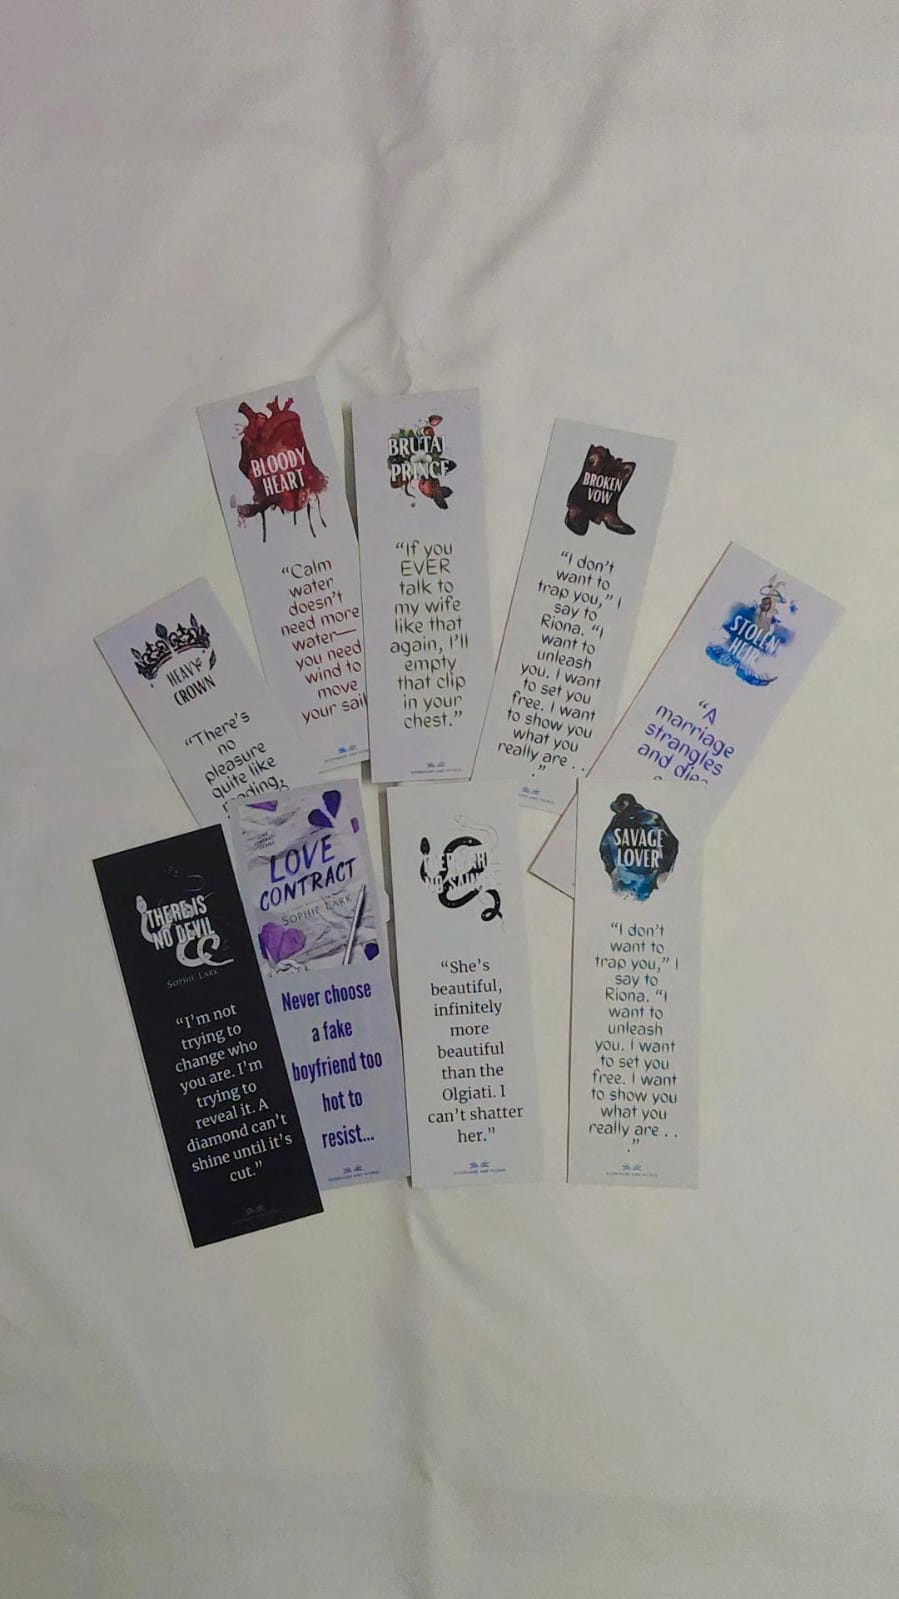 BLOODY
HEART
“Calm
water
doesn't
need more
water—
you need
wind to
move
your sail
BRUTAL
PRINCE
“If you
EVER
talk to
my wife
like that
again, I'll
empty
that clip
in your
chest.”
BROKEN
VOW
“I don't
want to
trap you,” I
say to
Riona. “I
want to
unleash
you. I want
to set you
free. I want
to show you
what you
really are . .
.”
STOLEN
HEIR
“A
marriage
strangles
and dies
HEAVY
CROWN
“There's
no
pleasure
quite like
THERE IS
NO DEVIL
SOPHIE LARK
“I'm not
trying to
change who
you are. I'm
trying to
reveal it. A
diamond can't
shine until it's
cut.”
LOVE
CONTRACT
SOPHIE LARK
Never choose
a fake
boyfriend too
hot to
resist...
“She's
beautiful,
infinitely
more
beautiful
than the
Olgiati. I
can't shatter
her.”
SAVAGE
LOVER
“I don't
want to
trap you,” I
say to
Riona. “I
want to
unleash
you. I want
to set you
free. I want
to show you
what you
really are . .
.”